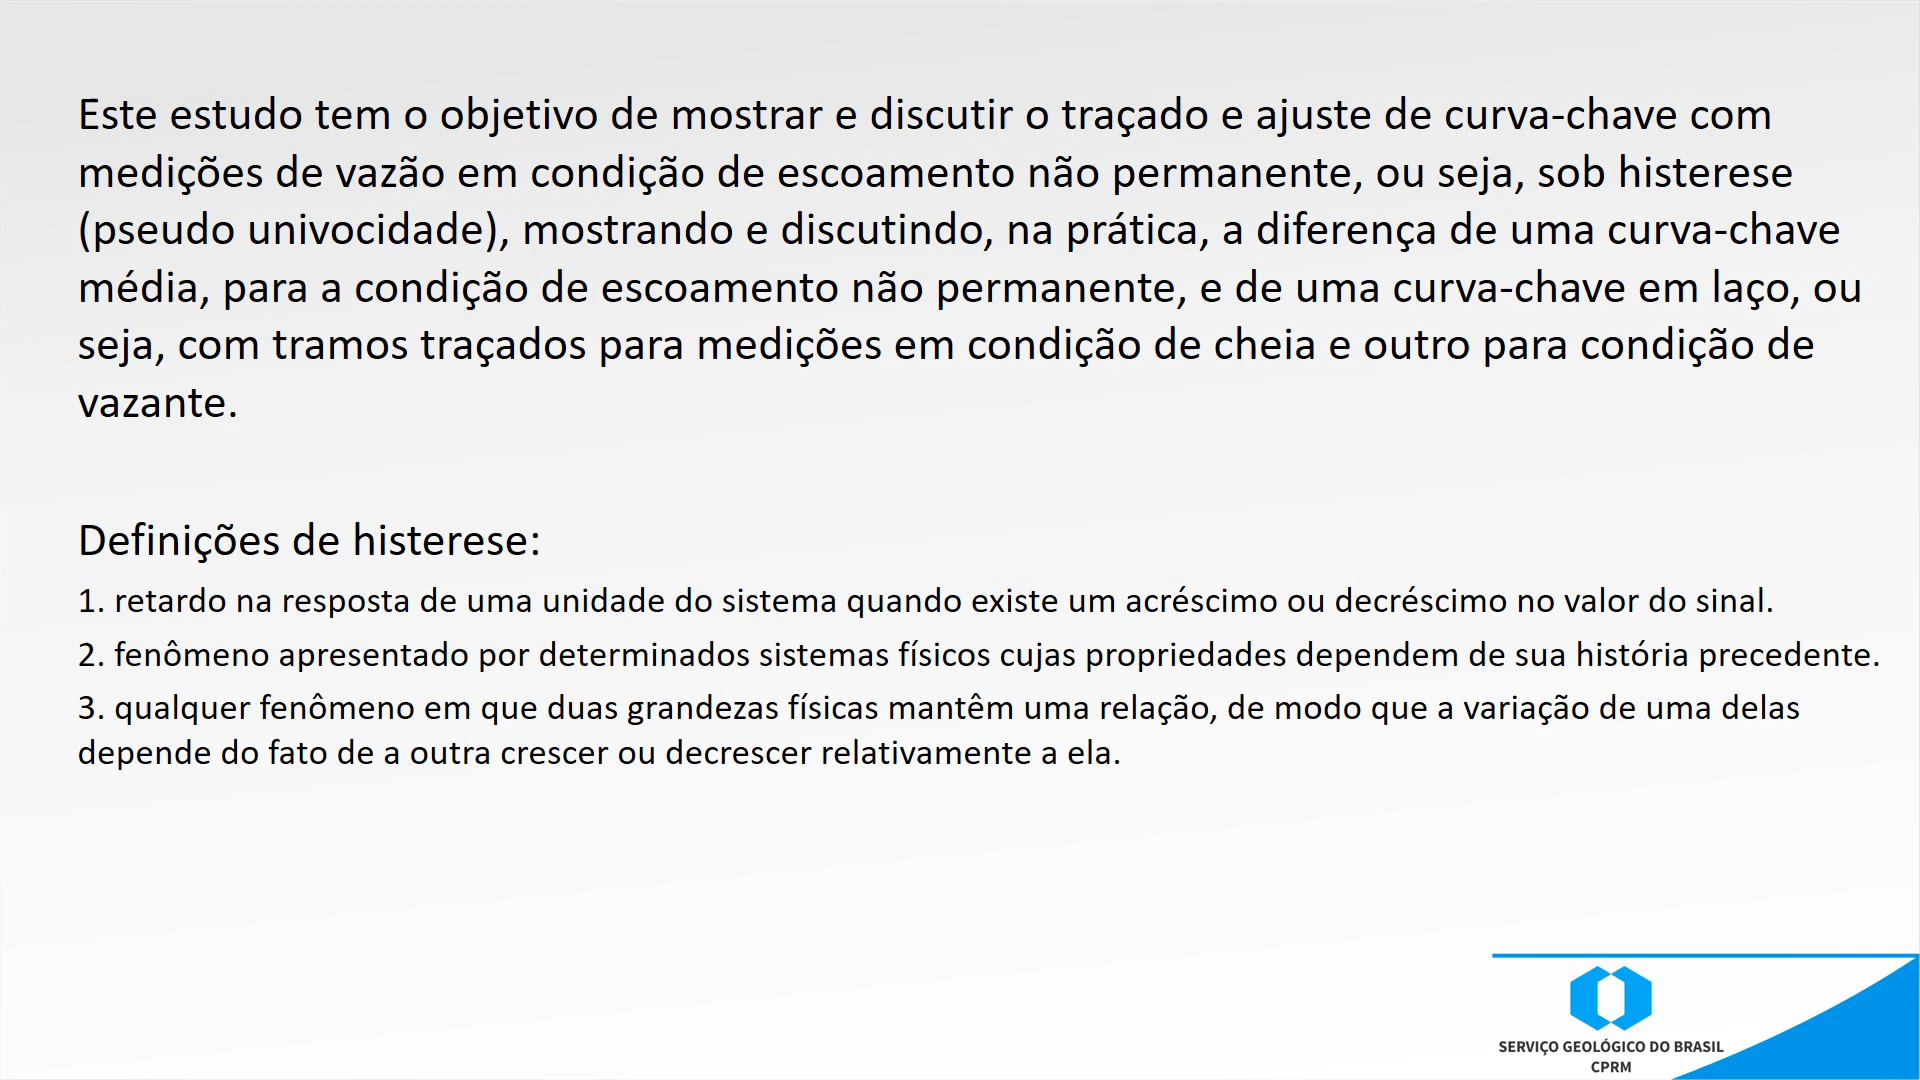 Este estudo tem o objetivo de mostrar e discutir o traçado e ajuste de curva-chave com
medições de vazão em condição de escoamento não permanente, ou seja, sob histerese
(pseudo univocidade), mostrando e discutindo, na prática, a diferença de uma curva-chave
média, para a condição de escoamento não permanente, e de uma curva-chave em laço, ou
seja, com tramos traçados para medições em condição de cheia e outro para condição de
vazante.
Definições de histerese:
1. retardo na resposta de uma unidade do sistema quando existe um acréscimo ou decréscimo no valor do sinal.
2. fenômeno apresentado por determinados sistemas físicos cujas propriedades dependem de sua história precedente.
3. qualquer fenômeno em que duas grandezas físicas mantêm uma relação, de modo que a variação de uma delas
depende do fato de a outra crescer ou decrescer relativamente a ela.
SERVIÇO GEOLÓGICO DO BRASIL
CPRM